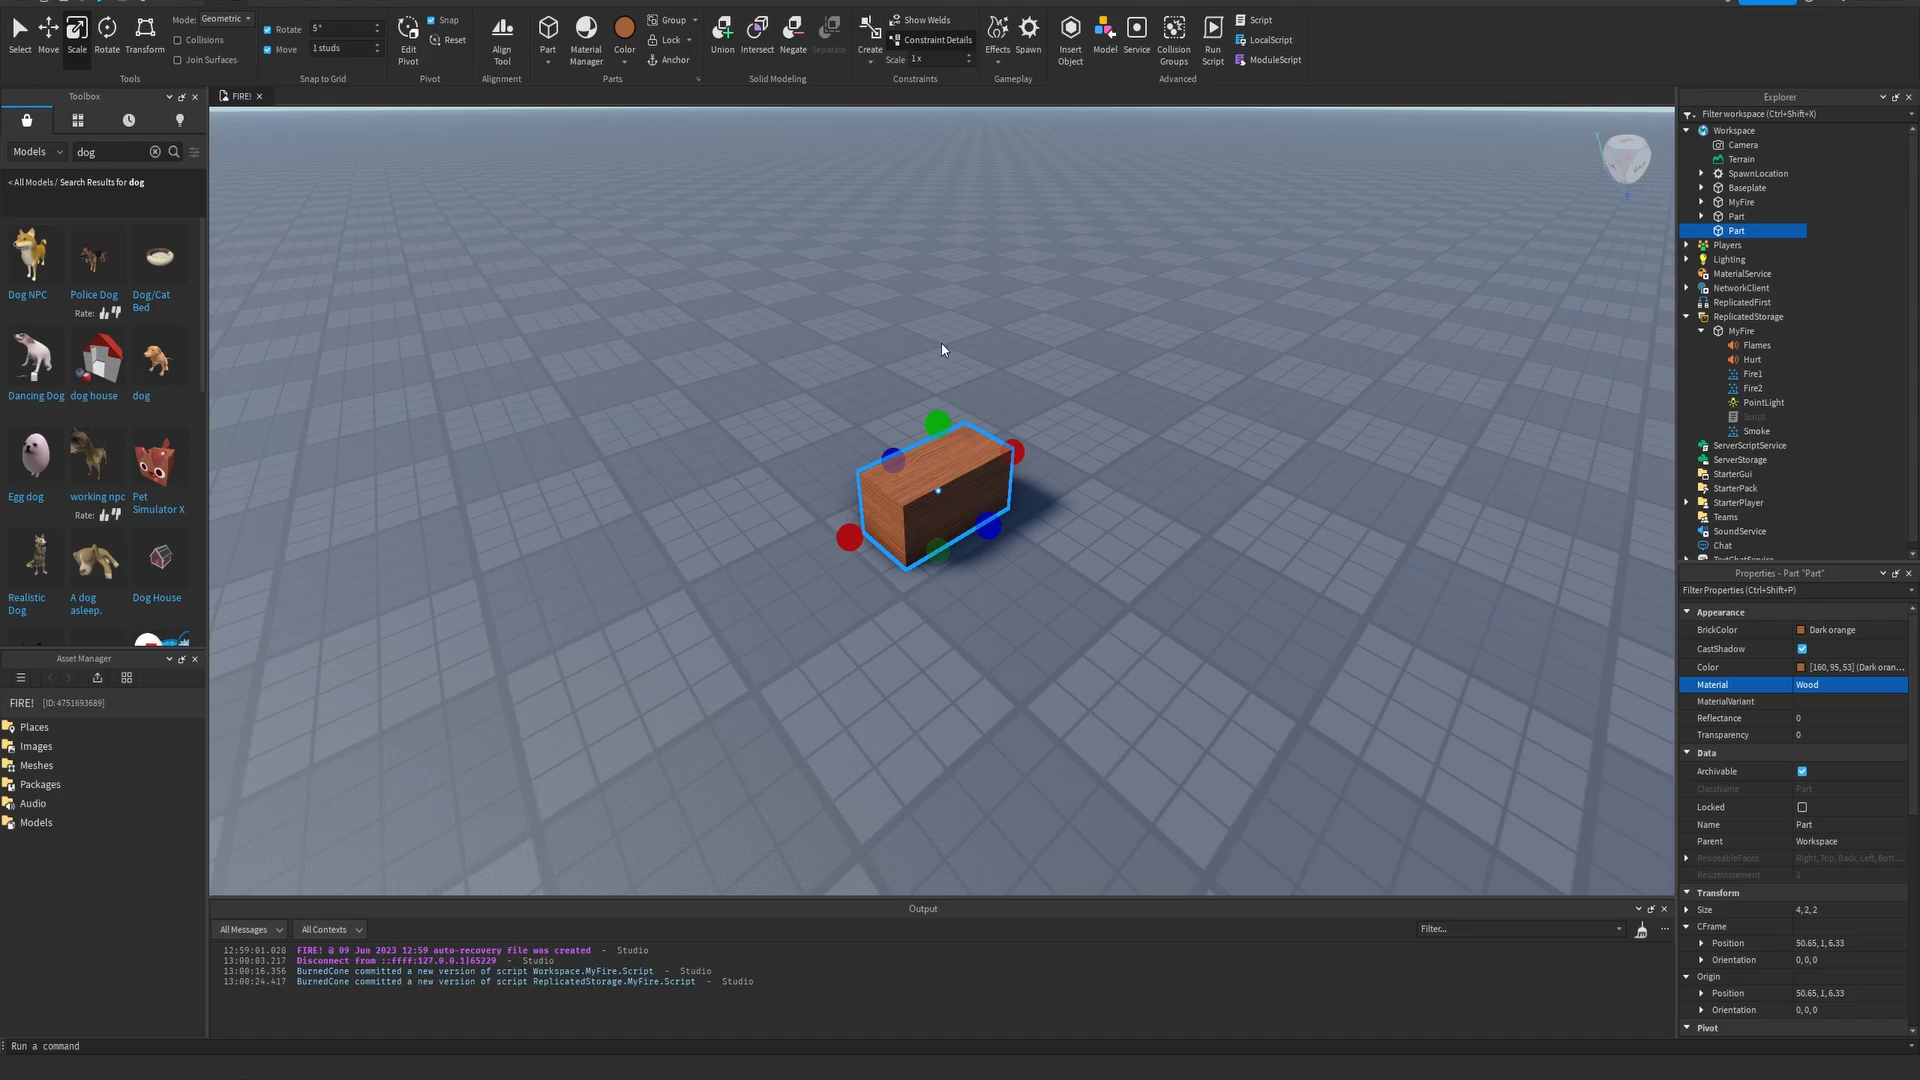 Select
Move
Scale
Rotate
Transform
Mode: Geometric
Collisions
Join Surfaces
Tools
Rotate 5°
Move 1 studs
Snap to Grid
Edit Pivot
Snap
Reset
Pivot
Align Tool
Alignment
Part
Material Manager
Color
Group
Lock
Anchor
Parts
Union
Intersect
Negate
Separate
Solid Modeling
Create
Show Welds
Constraint Details
Scale 1x
Constraints
Effects
Spawn
Gameplay
Insert Object
Model
Service
Collision Groups
Run Script
Script
LocalScript
ModuleScript
Advanced
Toolbox
Models
dog
< All Models / Search Results for dog
Dog NPC
Police Dog
Dog/Cat Bed
Rate:
Dancing Dog
dog house
dog
Egg dog
working npc
Pet Simulator X
Rate:
Realistic Dog
A dog asleep.
Dog House
Asset Manager
FIRE! [ID: 4751693689]
Places
Images
Meshes
Packages
Audio
Models
FIRE!
Output
All Messages
All Contexts
Filter...
12:59:01.028 FIRE! @ 09 Jun 2023 12:59 auto-recovery file was created - Studio
13:00:03.217 Disconnect from ::ffff:127.0.0.1|65229 - Studio
13:00:16.356 BurnedCone committed a new version of script Workspace.MyFire.Script - Studio
13:00:24.417 BurnedCone committed a new version of script ReplicatedStorage.MyFire.Script - Studio
Run a command
Explorer
Filter workspace (Ctrl+Shift+X)
Workspace
Camera
Terrain
SpawnLocation
Baseplate
MyFire
Part
Part
Players
Lighting
MaterialService
NetworkClient
ReplicatedFirst
ReplicatedStorage
MyFire
Flames
Hurt
Fire1
Fire2
PointLight
Script
Smoke
ServerScriptService
ServerStorage
StarterGui
StarterPack
StarterPlayer
Teams
SoundService
Chat
Properties - Part "Part"
Filter Properties (Ctrl+Shift+P)
Appearance
BrickColor Dark orange
CastShadow
Color [160, 95, 53] (Dark oran...
Material Wood
MaterialVariant
Reflectance 0
Transparency 0
Data
Archivable
ClassName Part
Locked
Name Part
Parent Workspace
ResizeableFaces Right, Top, Back, Left, Bott...
ResizeIncrement 1
Transform
Size 4, 2, 2
CFrame
Position 50.65, 1, 6.33
Orientation 0, 0, 0
Origin
Position 50.65, 1, 6.33
Orientation 0, 0, 0
Pivot